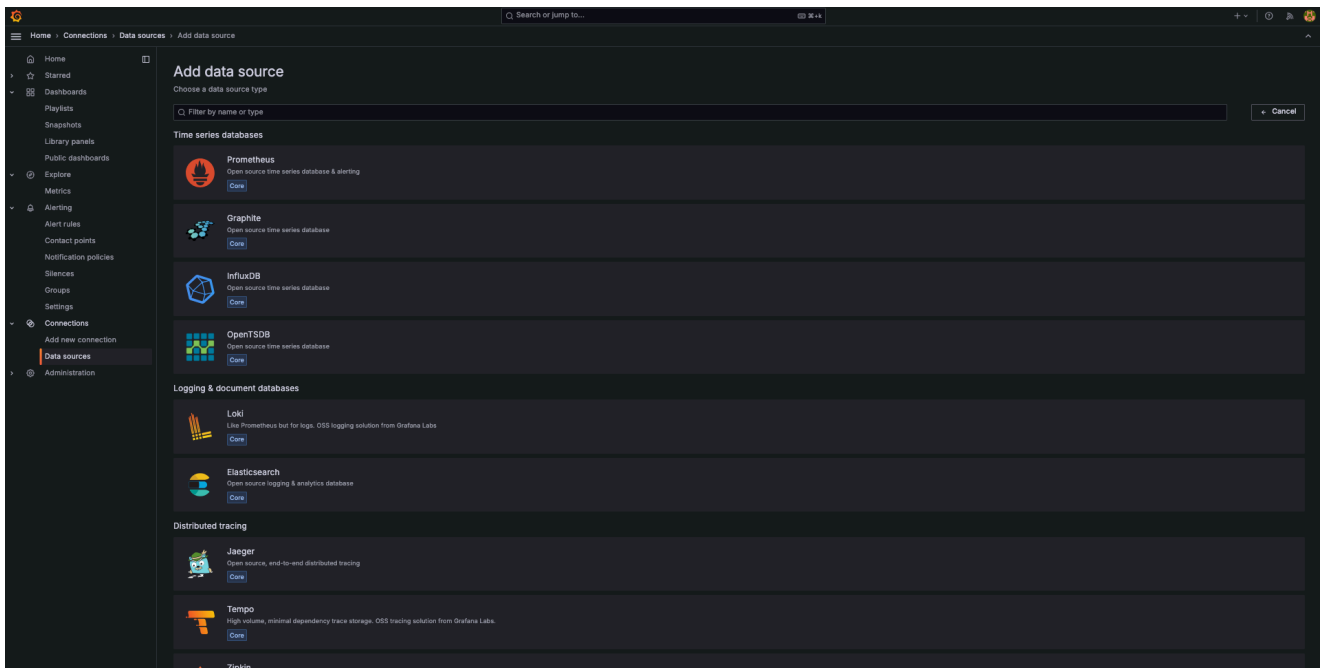 Search or jump to...
⌘+k
Home › Connections › Data sources › Add data source
Home
Starred
Dashboards
Playlists
Snapshots
Library panels
Public dashboards
Explore
Metrics
Alerting
Alert rules
Contact points
Notification policies
Silences
Groups
Settings
Connections
Add new connection
Data sources
Administration
Add data source
Choose a data source type
Filter by name or type
Cancel
Time series databases
Prometheus
Open source time series database & alerting
Core
Graphite
Open source time series database
Core
InfluxDB
Open source time series database
Core
OpenTSDB
Open source time series database
Core
Logging & document databases
Loki
Like Prometheus but for logs. OSS logging solution from Grafana Labs
Core
Elasticsearch
Open source logging & analytics database
Core
Distributed tracing
Jaeger
Open source, end-to-end distributed tracing
Core
Tempo
High volume, minimal dependency trace storage. OSS tracing solution from Grafana Labs.
Core
Zipkin